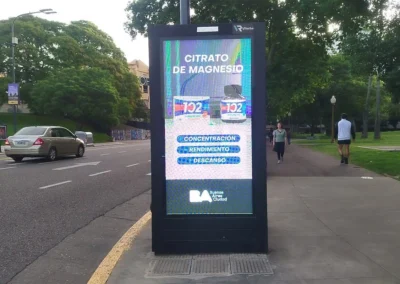 CITRATO
DE MAGNESIO
102
102
CONCENTRACIÓN
RENDIMIENTO
DESCANSO
BA
Buenos
Aires
Ciudad